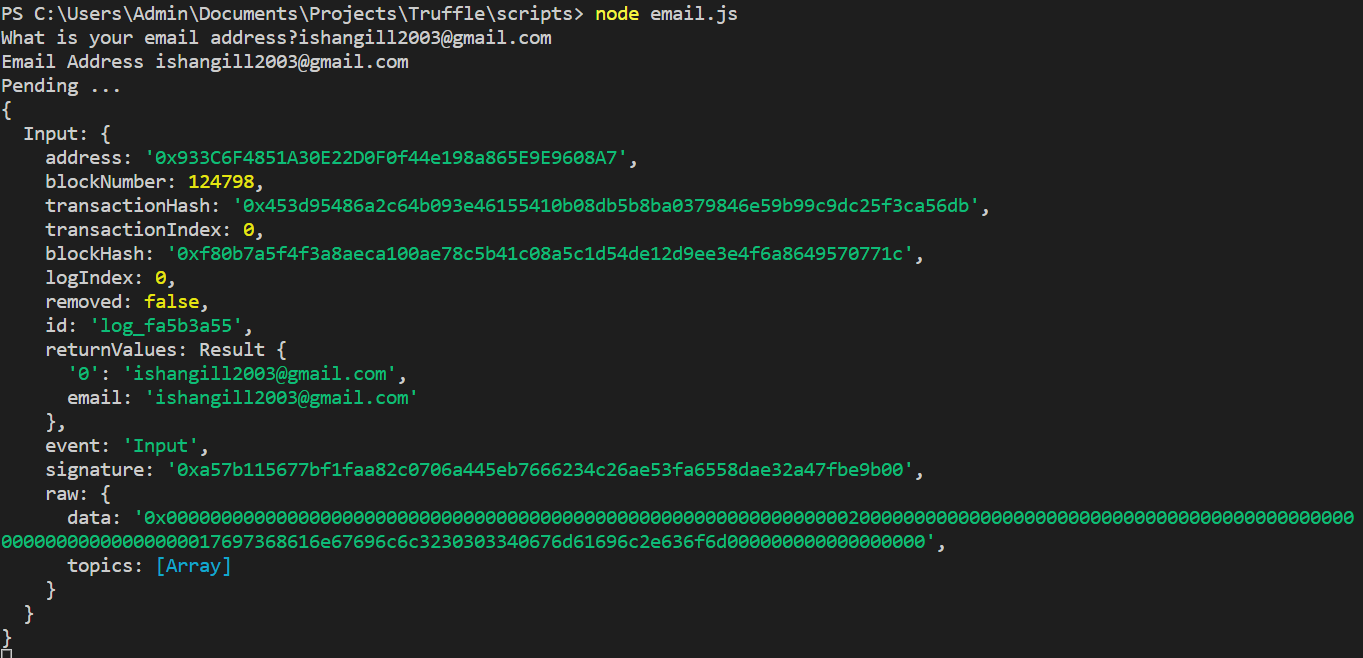 PS C:\Users\Admin\Documents\Projects\Truffle\scripts> node email.js
What is your email address?ishangill2003@gmail.com
Email Address ishangill2003@gmail.com
Pending ...
{
  Input: {
    address: '0x933C6F4851A30E22D0F0f44e198a865E9E9608A7',
    blockNumber: 124798,
    transactionHash: '0x453d95486a2c64b093e46155410b08db5b8ba0379846e59b99c9dc25f3ca56db',
    transactionIndex: 0,
    blockHash: '0xf80b7a5f4f3a8aeca100ae78c5b41c08a5c1d54de12d9ee3e4f6a8649570771c',
    logIndex: 0,
    removed: false,
    id: 'log_fa5b3a55',
    returnValues: Result {
      '0': 'ishangill2003@gmail.com',
      email: 'ishangill2003@gmail.com'
    },
    event: 'Input',
    signature: '0xa57b115677bf1faa82c0706a445eb7666234c26ae53fa6558dae32a47fbe9b00',
    raw: {
      data: '0x0000000000000000000000000000000000000000000000000000000000000020000000000000000000000000000000000000000000000
000000000000000000017697368616e67696c6c3230303340676d61696c2e636f6d000000000000000000',
      topics: [Array]
    }
  }
}